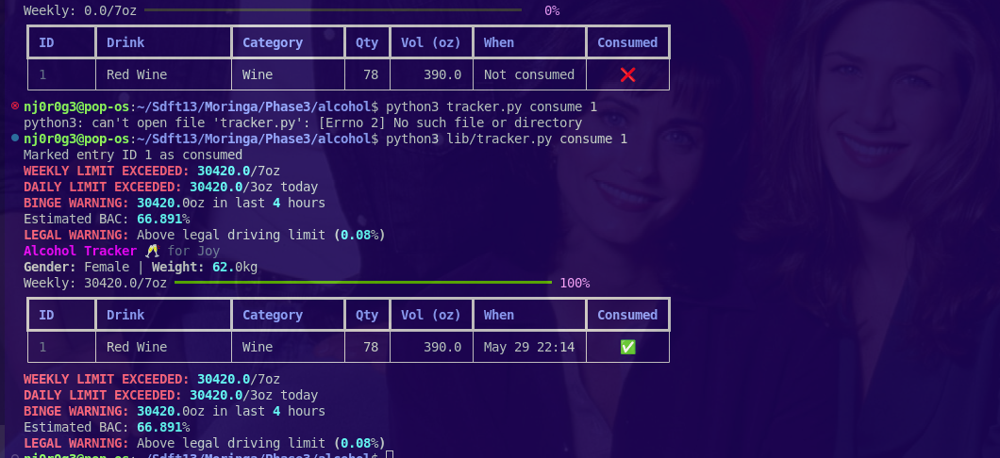 Weekly: 0.0/7oz 0%
ID Drink Category Qty Vol (oz) When Consumed
1 Red Wine Wine 78 390.0 Not consumed ❌
nj0r0g3@pop-os:~/Sdft13/Moringa/Phase3/alcohol$ python3 tracker.py consume 1
python3: can't open file 'tracker.py': [Errno 2] No such file or directory
nj0r0g3@pop-os:~/Sdft13/Moringa/Phase3/alcohol$ python3 lib/tracker.py consume 1
Marked entry ID 1 as consumed
WEEKLY LIMIT EXCEEDED: 30420.0/7oz
DAILY LIMIT EXCEEDED: 30420.0/3oz today
BINGE WARNING: 30420.0oz in last 4 hours
Estimated BAC: 66.891%
LEGAL WARNING: Above legal driving limit (0.08%)
Alcohol Tracker 🥂 for Joy
Gender: Female | Weight: 62.0kg
Weekly: 30420.0/7oz 100%
ID Drink Category Qty Vol (oz) When Consumed
1 Red Wine Wine 78 390.0 May 29 22:14 ✅
WEEKLY LIMIT EXCEEDED: 30420.0/7oz
DAILY LIMIT EXCEEDED: 30420.0/3oz today
BINGE WARNING: 30420.0oz in last 4 hours
Estimated BAC: 66.891%
LEGAL WARNING: Above legal driving limit (0.08%)
nj0r0g3@pop-os:~/Sdft13/Moringa/Phase3/alcohol$